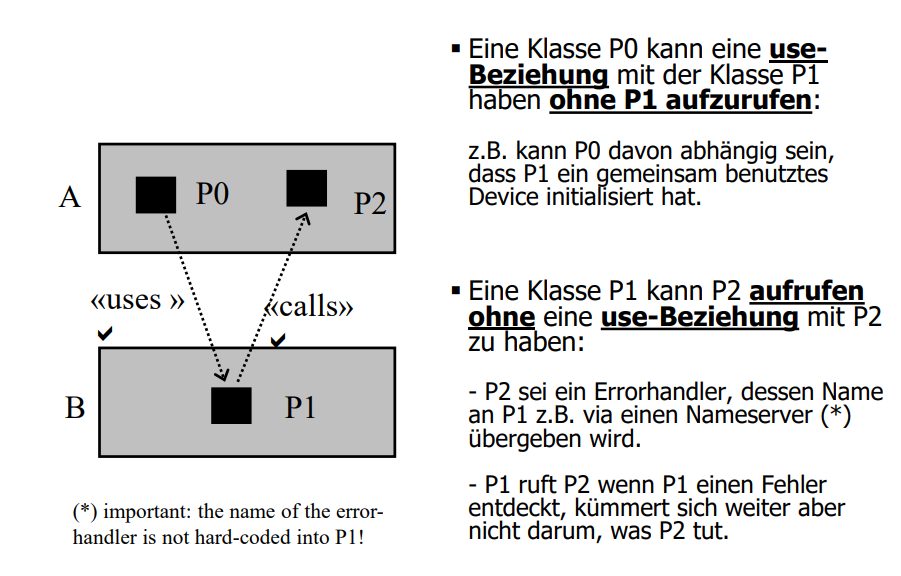 ▪ Eine Klasse P0 kann eine use-
Beziehung mit der Klasse P1
haben ohne P1 aufzurufen:
z.B. kann P0 davon abhängig sein,
dass P1 ein gemeinsam benutztes
Device initialisiert hat.
A
P0
P2
«uses »
«calls»
B
P1
▪ Eine Klasse P1 kann P2 aufrufen
ohne eine use-Beziehung mit P2
zu haben:
- P2 sei ein Errorhandler, dessen Name
an P1 z.B. via einen Nameserver (*)
übergeben wird.
- P1 ruft P2 wenn P1 einen Fehler
entdeckt, kümmert sich weiter aber
nicht darum, was P2 tut.
(*) important: the name of the error-
handler is not hard-coded into P1!